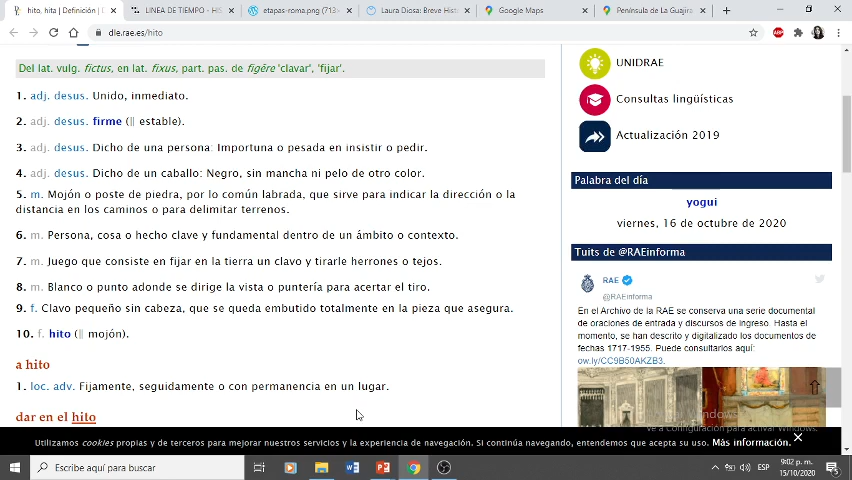 hito, hita | Definición | D
LINEA DE TIEMPO - HIS
etapas-roma.png (713×
Laura Diosa: Breve Hist
Google Maps
Península de La Guajira
dle.rae.es/hito
Del lat. vulg. fictus, en lat. fixus, part. pas. de figĕre 'clavar', 'fijar'.
1. adj. desus. Unido, inmediato.
2. adj. desus. firme (‖ estable).
3. adj. desus. Dicho de una persona: Importuna o pesada en insistir o pedir.
4. adj. desus. Dicho de un caballo: Negro, sin mancha ni pelo de otro color.
5. m. Mojón o poste de piedra, por lo común labrada, que sirve para indicar la dirección o la
distancia en los caminos o para delimitar terrenos.
6. m. Persona, cosa o hecho clave y fundamental dentro de un ámbito o contexto.
7. m. Juego que consiste en fijar en la tierra un clavo y tirarle herrones o tejos.
8. m. Blanco o punto adonde se dirige la vista o puntería para acertar el tiro.
9. f. Clavo pequeño sin cabeza, que se queda embutido totalmente en la pieza que asegura.
10. f. hito (‖ mojón).
a hito
1. loc. adv. Fijamente, seguidamente o con permanencia en un lugar.
dar en el hito
UNIDRAE
Consultas lingüísticas
Actualización 2019
Palabra del día
yogui
viernes, 16 de octubre de 2020
Tuits de @RAEinforma
RAE
@RAEinforma
En el Archivo de la RAE se conserva una serie documental
de oraciones de entrada y discursos de ingreso. Hasta el
momento, se han descrito y digitalizado los documentos de
fechas 1717-1955. Puede consultarlos aquí:
ow.ly/CC9B50AKZB3.
Utilizamos cookies propias y de terceros para mejorar nuestros servicios y la experiencia de navegación. Si continúa navegando, entendemos que acepta su uso. Más información.
Escribe aquí para buscar
ESP
9:02 p. m.
15/10/2020